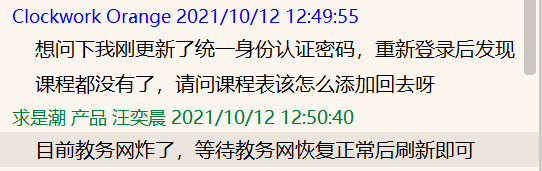 Clockwork Orange 2021/10/12 12:49:55
想问下我刚更新了统一身份认证密码，重新登录后发现
课程都没有了，请问课程表该怎么添加回去呀
求是潮 产品 汪奕晨 2021/10/12 12:50:40
目前教务网炸了，等待教务网恢复正常后刷新即可